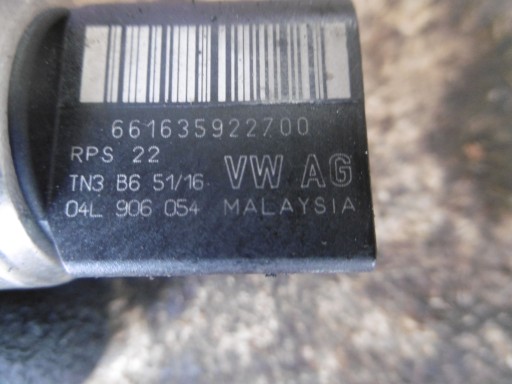 661635922700
RPS 22
TN3 B6 51/16 VW AG
04L 906 054 MALAYSIA